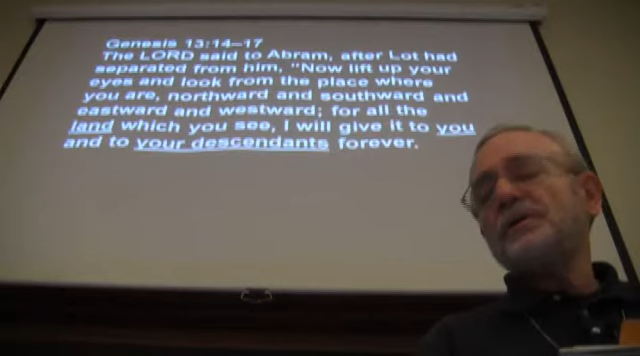 Genesis 13:14–17
The LORD said to Abram, after Lot had
separated from him, "Now lift up your
eyes and look from the place where
you are, northward and southward and
eastward and westward; for all the
land which you see, I will give it to you
and to your descendants forever.